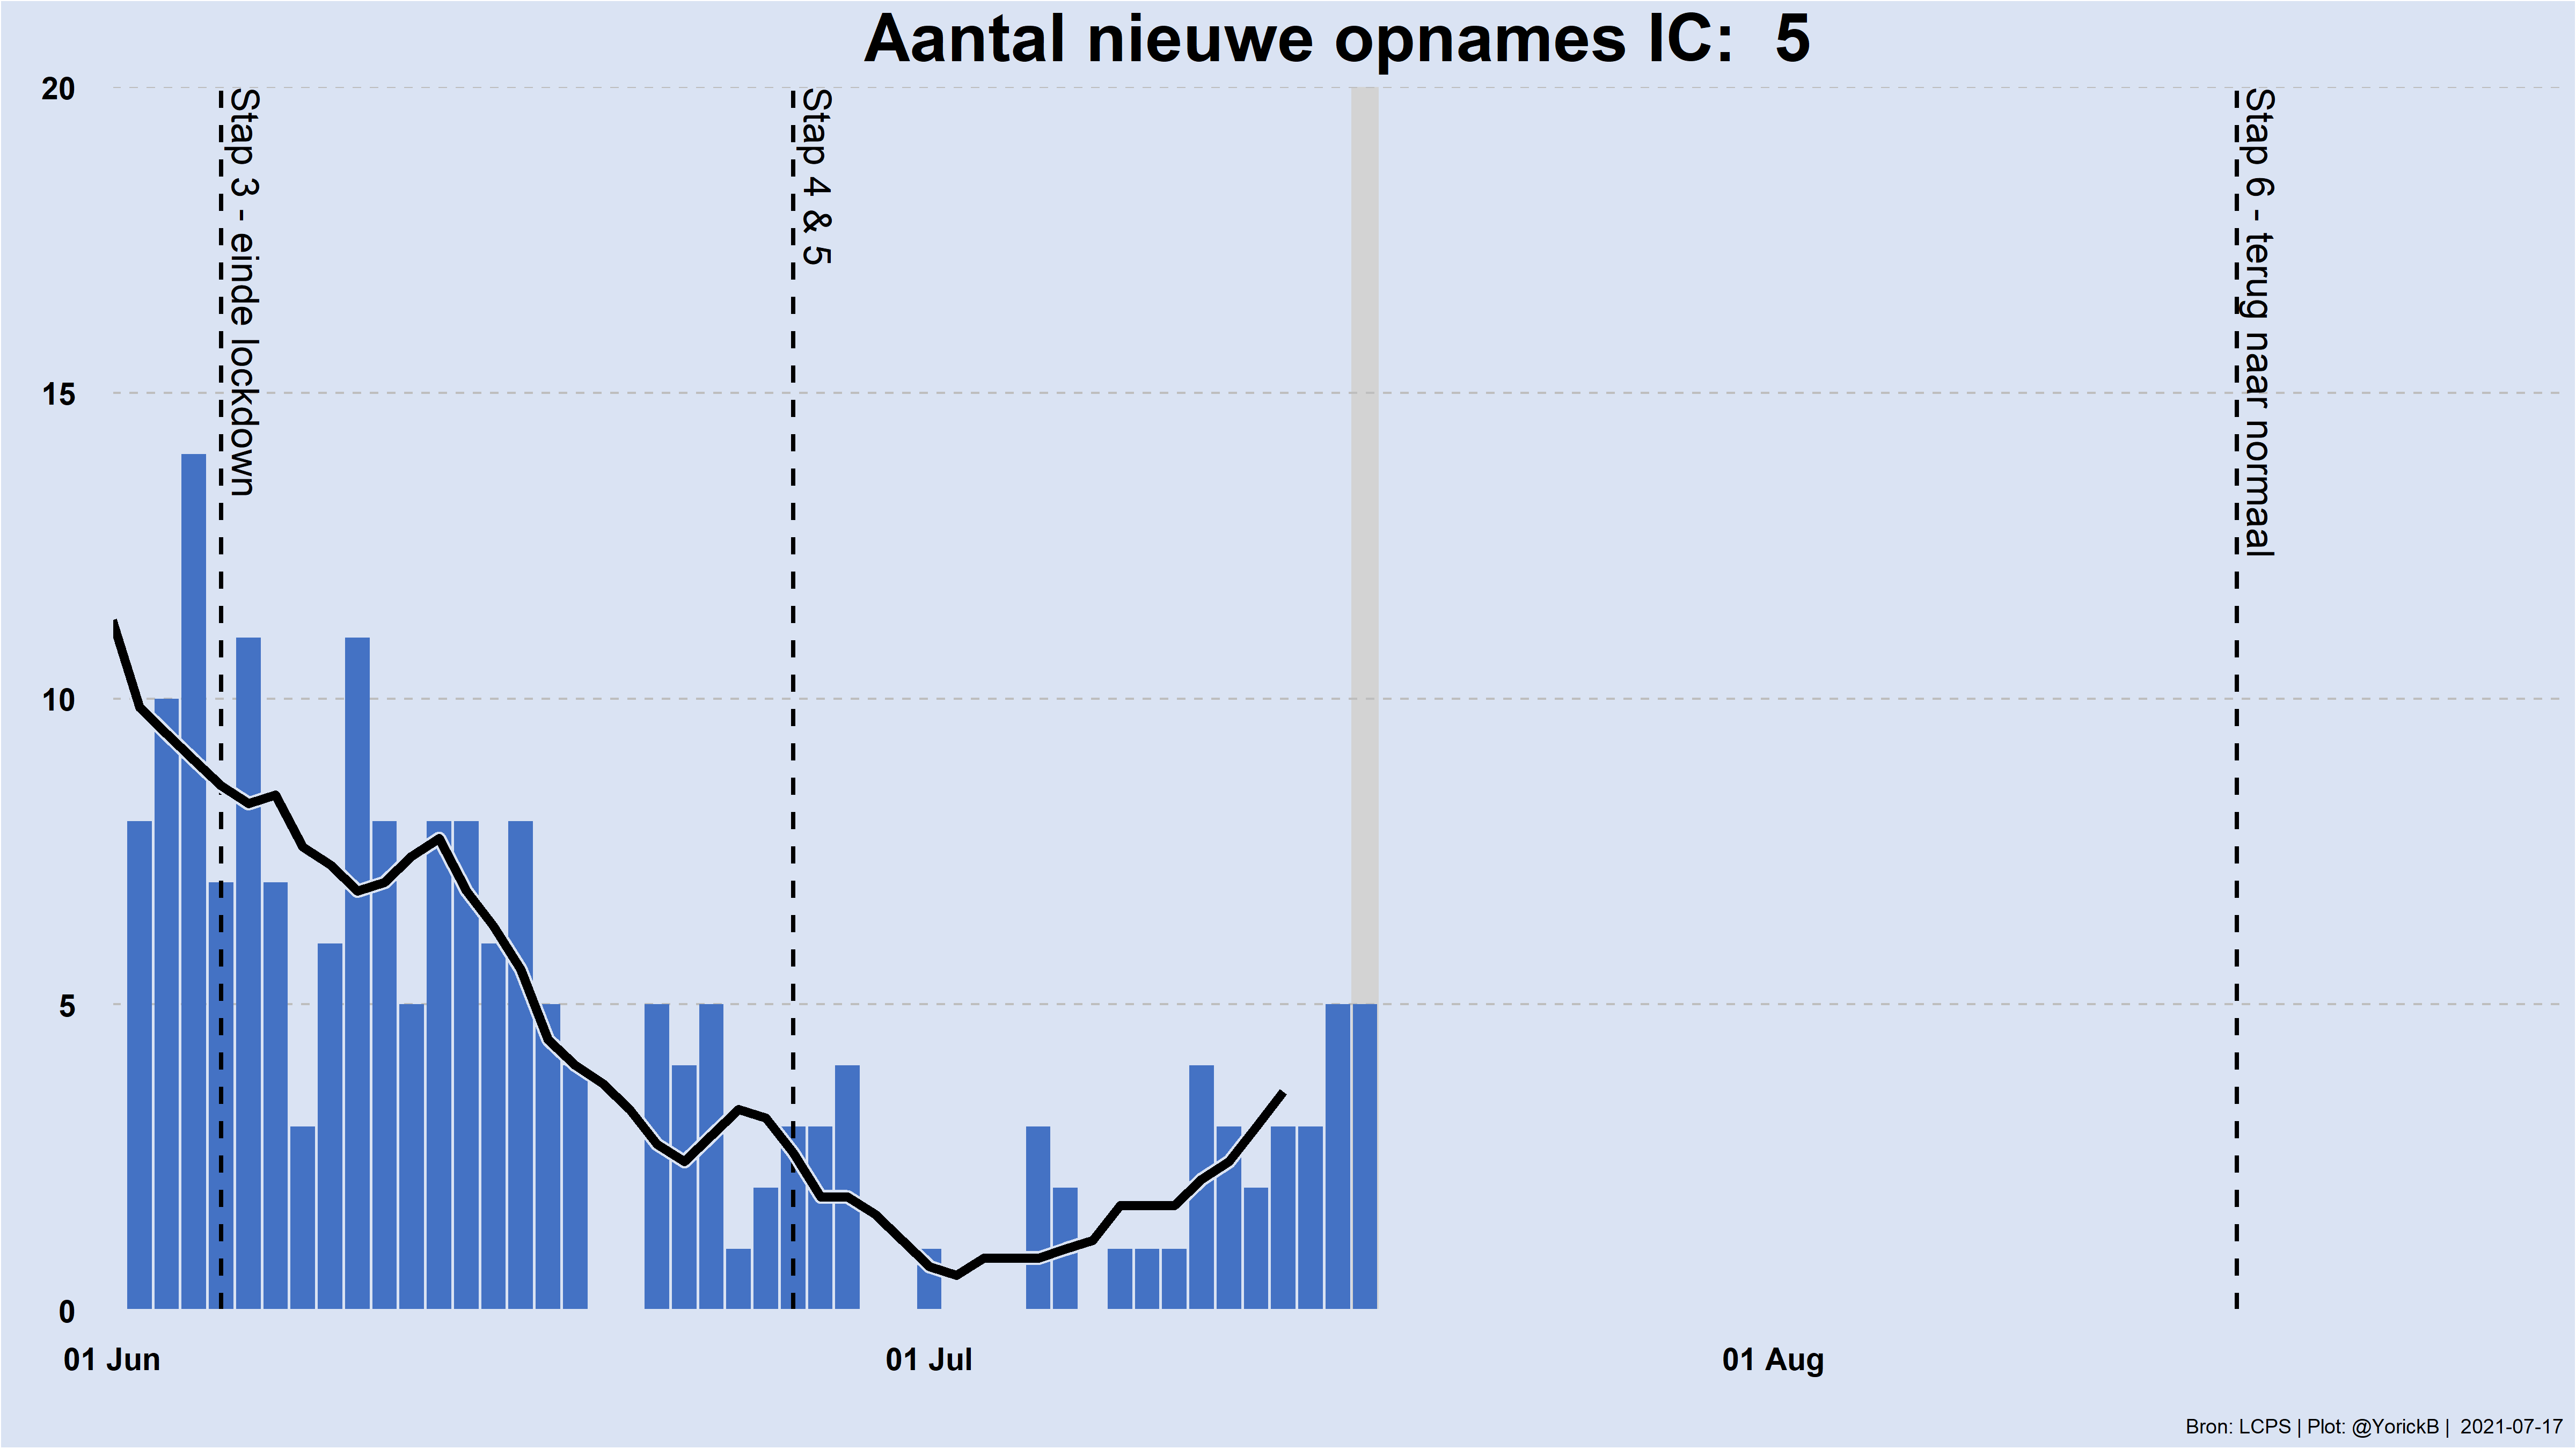 Aantal nieuwe opnames IC:  5
20
15
10
5
0
Stap 3 - einde lockdown
Stap 4 & 5
Stap 6 - terug naar normaal
01 Jun
01 Jul
01 Aug
Bron: LCPS | Plot: @YorickB |  2021-07-17